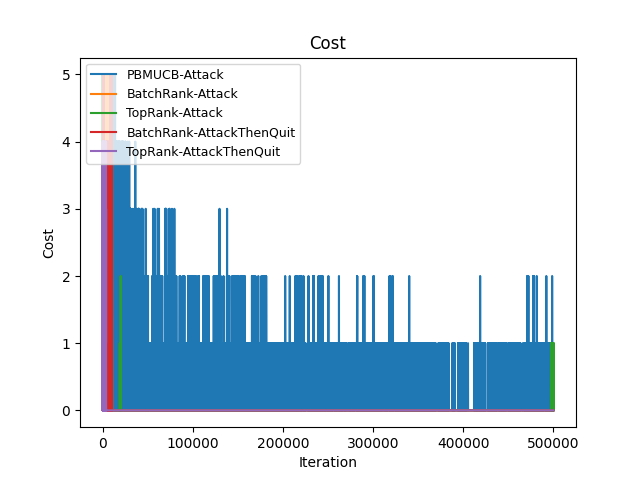 Cost
PBMUCB-Attack
BatchRank-Attack
TopRank-Attack
BatchRank-AttackThenQuit
TopRank-AttackThenQuit
Cost
5
4
3
2
1
0
0 100000 200000 300000 400000 500000
Iteration